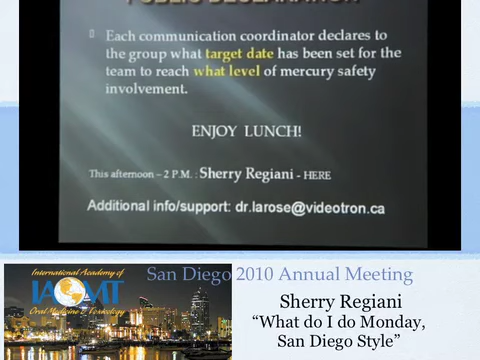 PUBLIC DECLARATION
Each communication coordinator declares to
the group what target date has been set for the
team to reach what level of mercury safety
involvement.
ENJOY LUNCH!
This afternoon – 2 P.M. : Sherry Regiani - HERE
Additional info/support: dr.larose@videotron.ca
International Academy of
IAOMT
Oral Medicine & Toxicology
San Diego 2010 Annual Meeting
Sherry Regiani
“What do I do Monday,
San Diego Style”